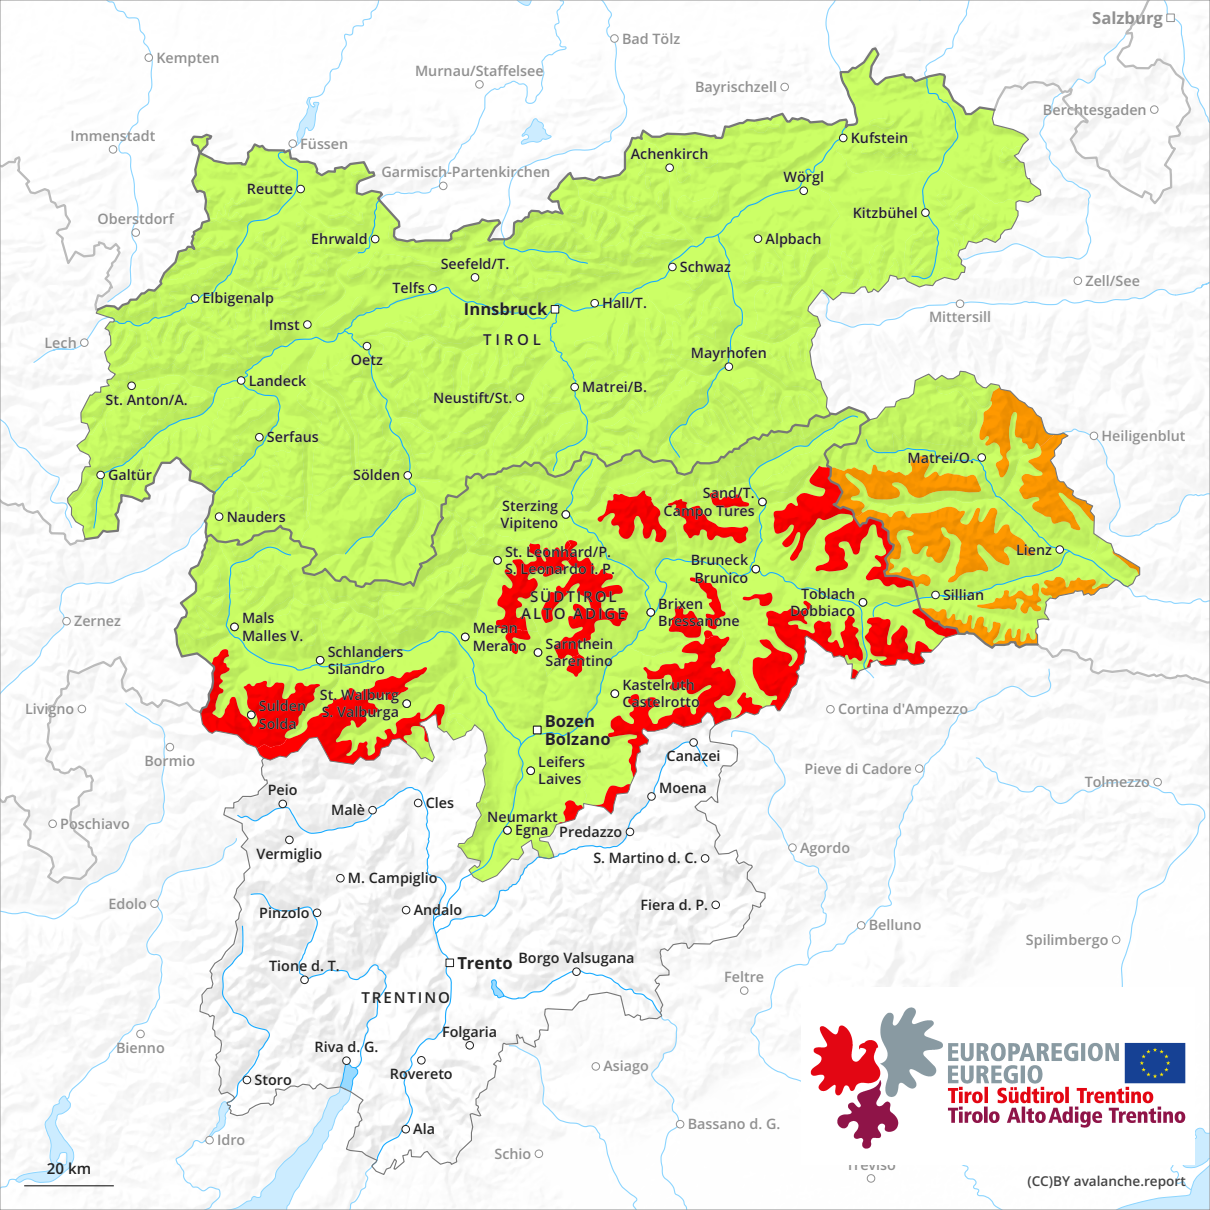 Salzburg
Bad Tölz
Kempten
Murnau/Staffelsee
Bayrischzell
Berchtesgaden
Immenstadt
Füssen
Kufstein
Achenkirch
Garmisch-Partenkirchen
Wörgl
Reutte
Oberstdorf
Kitzbühel
Ehrwald
Alpbach
Seefeld/T.
Schwaz
Zell/See
Telfs
Elbigenalp
Hall/T.
Innsbruck
Mittersill
Imst
TIROL
Lech
Oetz
Mayrhofen
Landeck
Matrei/B.
St. Anton/A.
Neustift/St.
Serfaus
Heiligenblut
Matrei/O.
Galtür
Sölden
Sand/T.
Campo Tures
Sterzing
Vipiteno
Nauders
St. Leonhard/P.
S. Leonardo i. P.
Lienz
Bruneck
Brunico
SÜDTIROL
ALTO ADIGE
Toblach
Dobbiaco
Sillian
Brixen
Bressanone
Mals
Malles V.
Zernez
Meran
Merano
Sarnthein
Sarentino
Schlanders
Silandro
Kastelruth
Castelrotto
St. Walburg
S. Valburga
Sulden
Solda
Livigno
Cortina d'Ampezzo
Bozen
Bolzano
Bormio
Canazei
Leifers
Laives
Pieve di Cadore
Tolmezzo
Peio
Moena
Malè
Cles
Neumarkt
Egna
Poschiavo
Predazzo
Vermiglio
Agordo
S. Martino d. C.
M. Campiglio
Edolo
Pinzolo
Andalo
Fiera d. P.
Belluno
Spilimbergo
Trento
Borgo Valsugana
Tione d. T.
Feltre
TRENTINO
Folgaria
Bienno
Riva d. G.
Rovereto
Asiago
Storo
EUROPAREGION
EUREGIO
Tirol Südtirol Trentino
Tirolo Alto Adige Trentino
Ala
Bassano d. G.
Idro
Schio
Treviso
20 km
(CC)BY avalanche.report